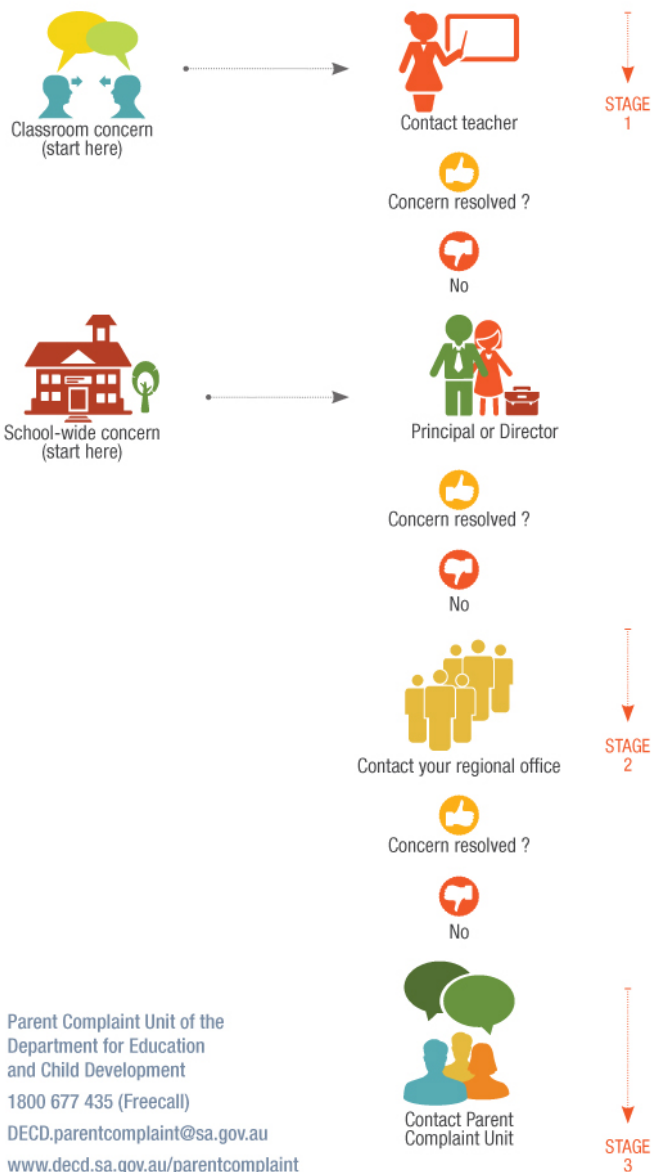 Classroom concern
(start here)
Contact teacher
STAGE
1
Concern resolved ?
No
School-wide concern
(start here)
Principal or Director
Concern resolved ?
No
Contact your regional office
STAGE
2
Concern resolved ?
No
Contact Parent
Complaint Unit
STAGE
3
Parent Complaint Unit of the
Department for Education
and Child Development
1800 677 435 (Freecall)
DECD.parentcomplaint@sa.gov.au
www.decd.sa.gov.au/parentcomplaint